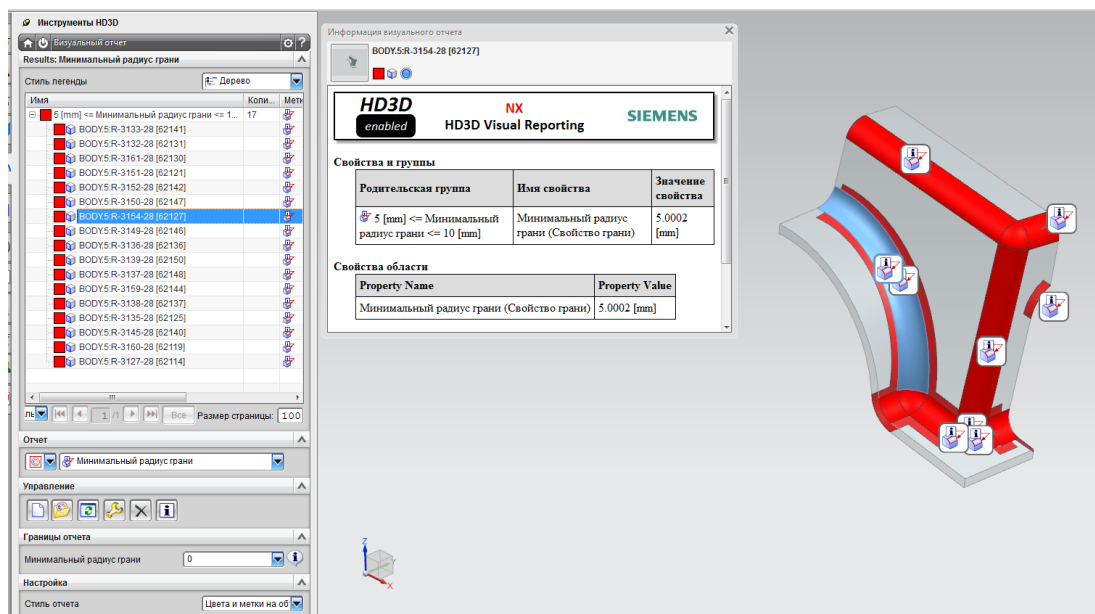 Инструменты HD3D
Визуальный отчет
Results: Минимальный радиус грани
Стиль легенды
Дерево
Имя Коли... Метк
5 [mm] <= Минимальный радиус грани <= 1... 17
BODY.5:R-3133-28 [62141]
BODY.5:R-3132-28 [62131]
BODY.5:R-3161-28 [62130]
BODY.5:R-3151-28 [62121]
BODY.5:R-3152-28 [62142]
BODY.5:R-3150-28 [62147]
BODY.5:R-3154-28 [62127]
BODY.5:R-3149-28 [62146]
BODY.5:R-3136-28 [62136]
BODY.5:R-3139-28 [62150]
BODY.5:R-3137-28 [62148]
BODY.5:R-3159-28 [62144]
BODY.5:R-3138-28 [62137]
BODY.5:R-3135-28 [62125]
BODY.5:R-3145-28 [62140]
BODY.5:R-3160-28 [62119]
BODY.5:R-3127-28 [62114]
1 /1 Все Размер страницы: 100
Отчет
Минимальный радиус грани
Управление
Границы отчета
Минимальный радиус грани 0
Настройка
Стиль отчета Цвета и метки на об
Информация визуального отчета
BODY.5:R-3154-28 [62127]
HD3D
enabled
NX
HD3D Visual Reporting
SIEMENS
Свойства и группы
Родительская группа Имя свойства Значение
свойства
5 [mm] <= Минимальный Минимальный радиус 5.0002
радиус грани <= 10 [mm] грани (Свойство грани) [mm]
Свойства области
Property Name Property Value
Минимальный радиус грани (Свойство грани) 5.0002 [mm]
Z
X